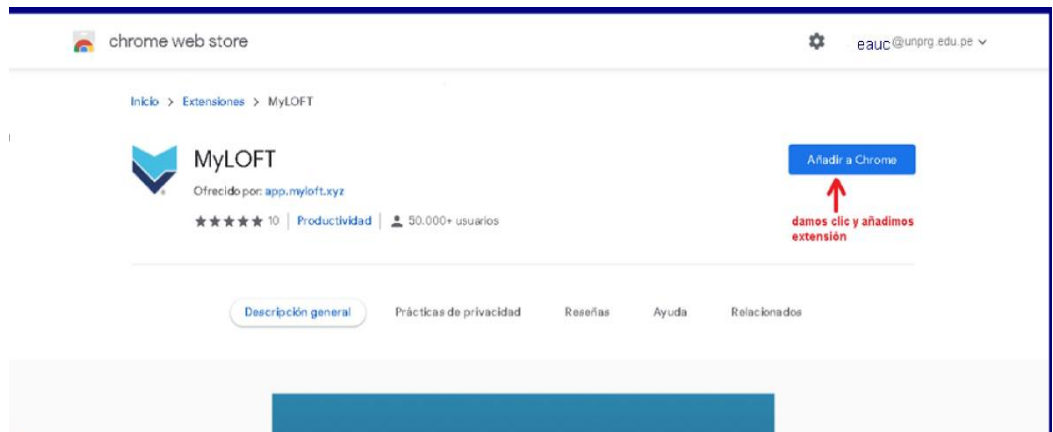 chrome web store
eauc@unprg.edu.pe
Inicio > Extensiones > MyLOFT
MyLOFT
Añadir a Chrome
Ofrecido por: app.myloft.xyz
★★★★★ 10 | Productividad | 50.000+ usuarios
damos clic y añadimos
extensión
Descripción general Prácticas de privacidad Reseñas Ayuda Relacionados